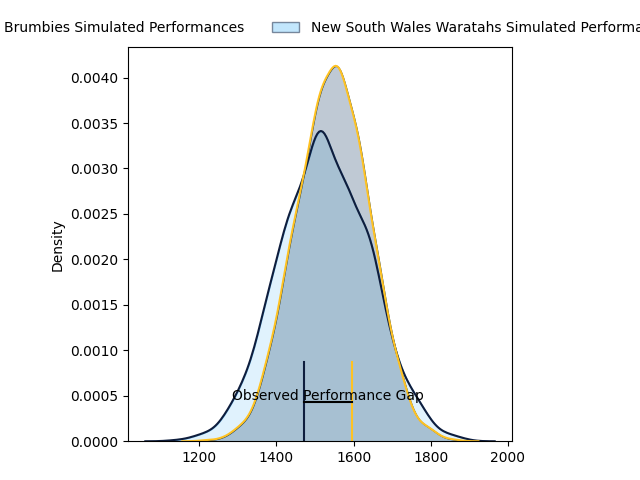 Brumbies Simulated Performances
New South Wales Waratahs Simulated Performa
0.0040
0.0035
0.0030
0.0025
0.0020
0.0015
0.0010
0.0005
0.0000
Density
Observed Performance Gap
1200 1400 1600 1800 2000